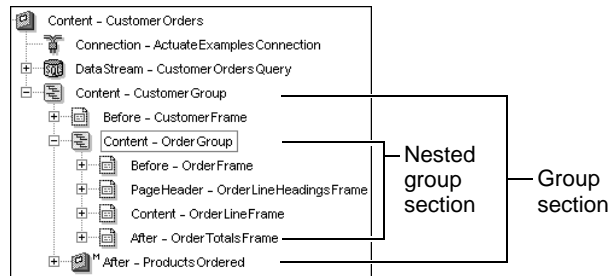 Content - CustomerOrders
Connection - ActuateExamplesConnection
SQL
DataStream - CustomerOrdersQuery
Content - CustomerGroup
Before - CustomerFrame
Content - OrderGroup
Before - OrderFrame
PageHeader - OrderLineHeadingsFrame
Content - OrderLineFrame
After - OrderTotalsFrame
M After - ProductsOrdered
Nested
group
section
Group
section